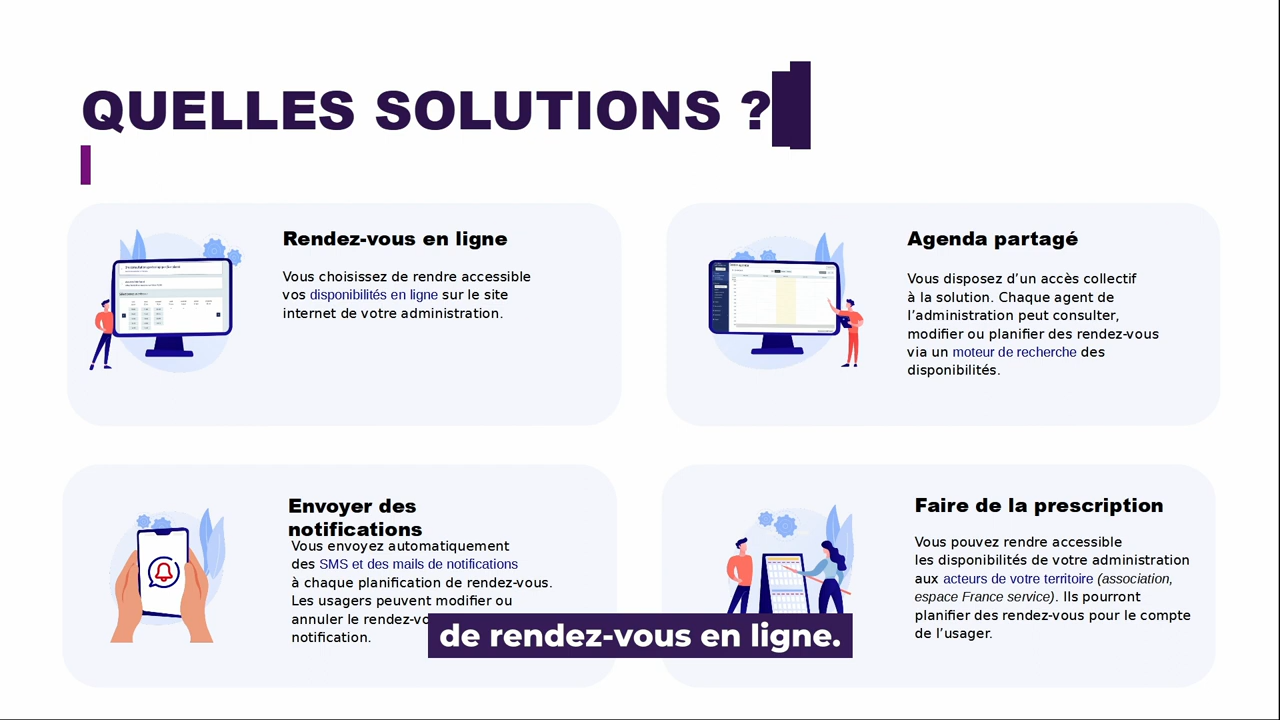 QUELLES SOLUTIONS ?
Rendez-vous en ligne
Vous choisissez de rendre accessible
vos disponibilités en ligne sur le site
internet de votre administration.
Agenda partagé
Vous disposez d’un accès collectif
à la solution. Chaque agent de
l’administration peut consulter,
modifier ou planifier des rendez-vous
via un moteur de recherche des
disponibilités.
Envoyer des
notifications
Vous envoyez automatiquement
des SMS et des mails de notifications
à chaque planification de rendez-vous.
Les usagers peuvent modifier ou
annuler le
notification.
Faire de la prescription
Vous pouvez rendre accessible
les disponibilités de votre administration
aux acteurs de votre territoire (association,
espace France service). Ils pourront
planifier des rendez-vous pour le compte
de l’usager.
de rendez-vous en ligne.